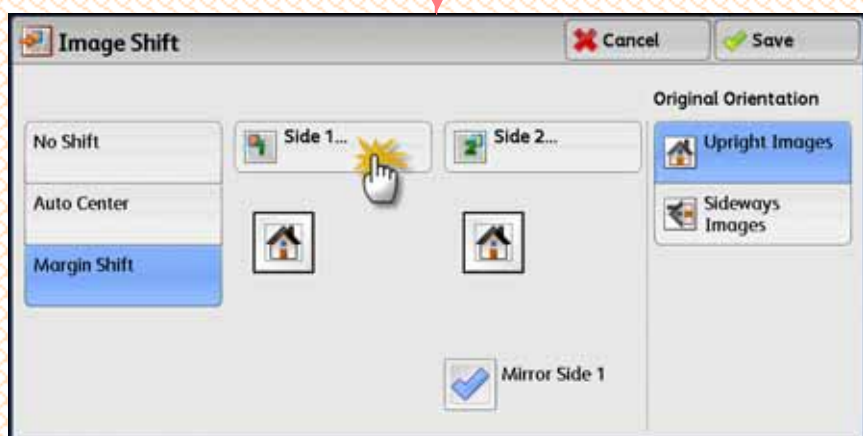 Image Shift
Cancel
Save
Original Orientation
No Shift
Side 1...
Side 2...
Upright Images
Auto Center
Sideways
Images
Margin Shift
Mirror Side 1